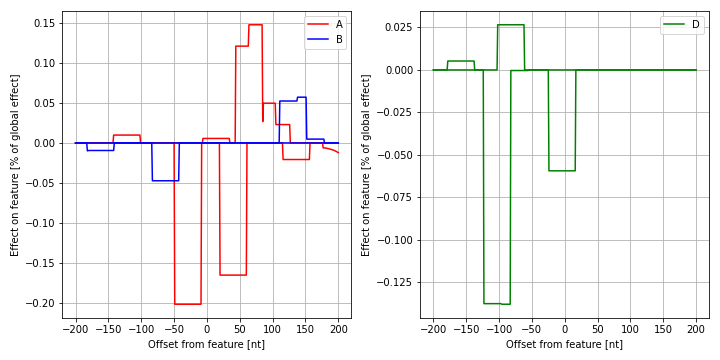 0.15
0.10
0.05
0.00
−0.05
−0.10
−0.15
−0.20
Effect on feature [% of global effect]
−200 −150 −100 −50 0 50 100 150 200
Offset from feature [nt]
A
B
0.025
0.000
−0.025
−0.050
−0.075
−0.100
−0.125
Effect on feature [% of global effect]
−200 −150 −100 −50 0 50 100 150 200
Offset from feature [nt]
D